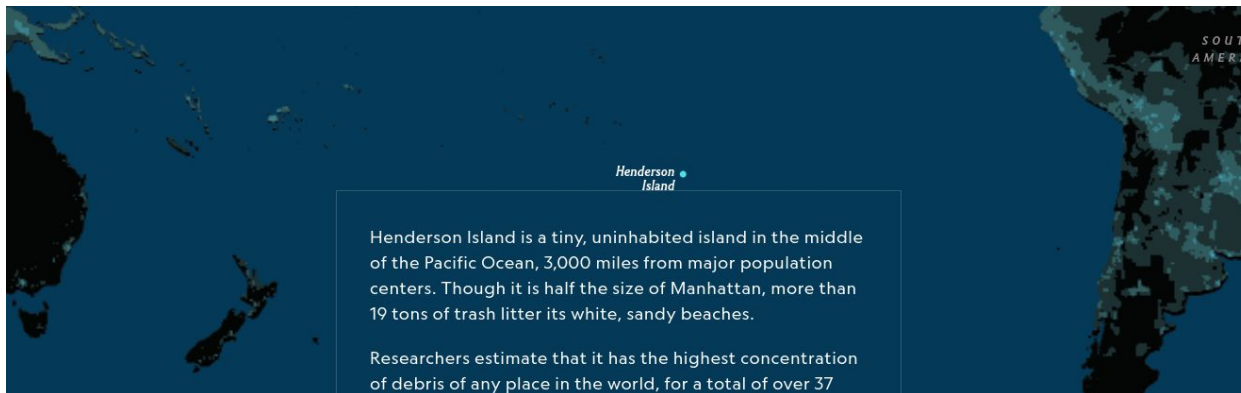 SOUT
AMERI
Henderson
Island
Henderson Island is a tiny, uninhabited island in the middle
of the Pacific Ocean, 3,000 miles from major population
centers. Though it is half the size of Manhattan, more than
19 tons of trash litter its white, sandy beaches.
Researchers estimate that it has the highest concentration
of debris of any place in the world, for a total of over 37